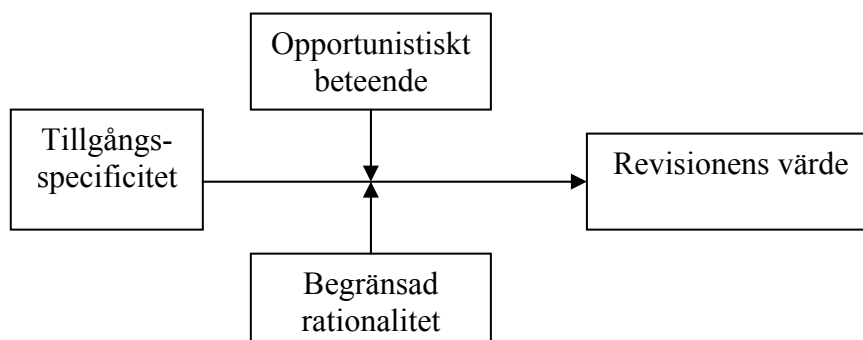 Opportunistiskt
beteende
Tillgångs-
specificitet
Revisionens värde
Begränsad
rationalitet